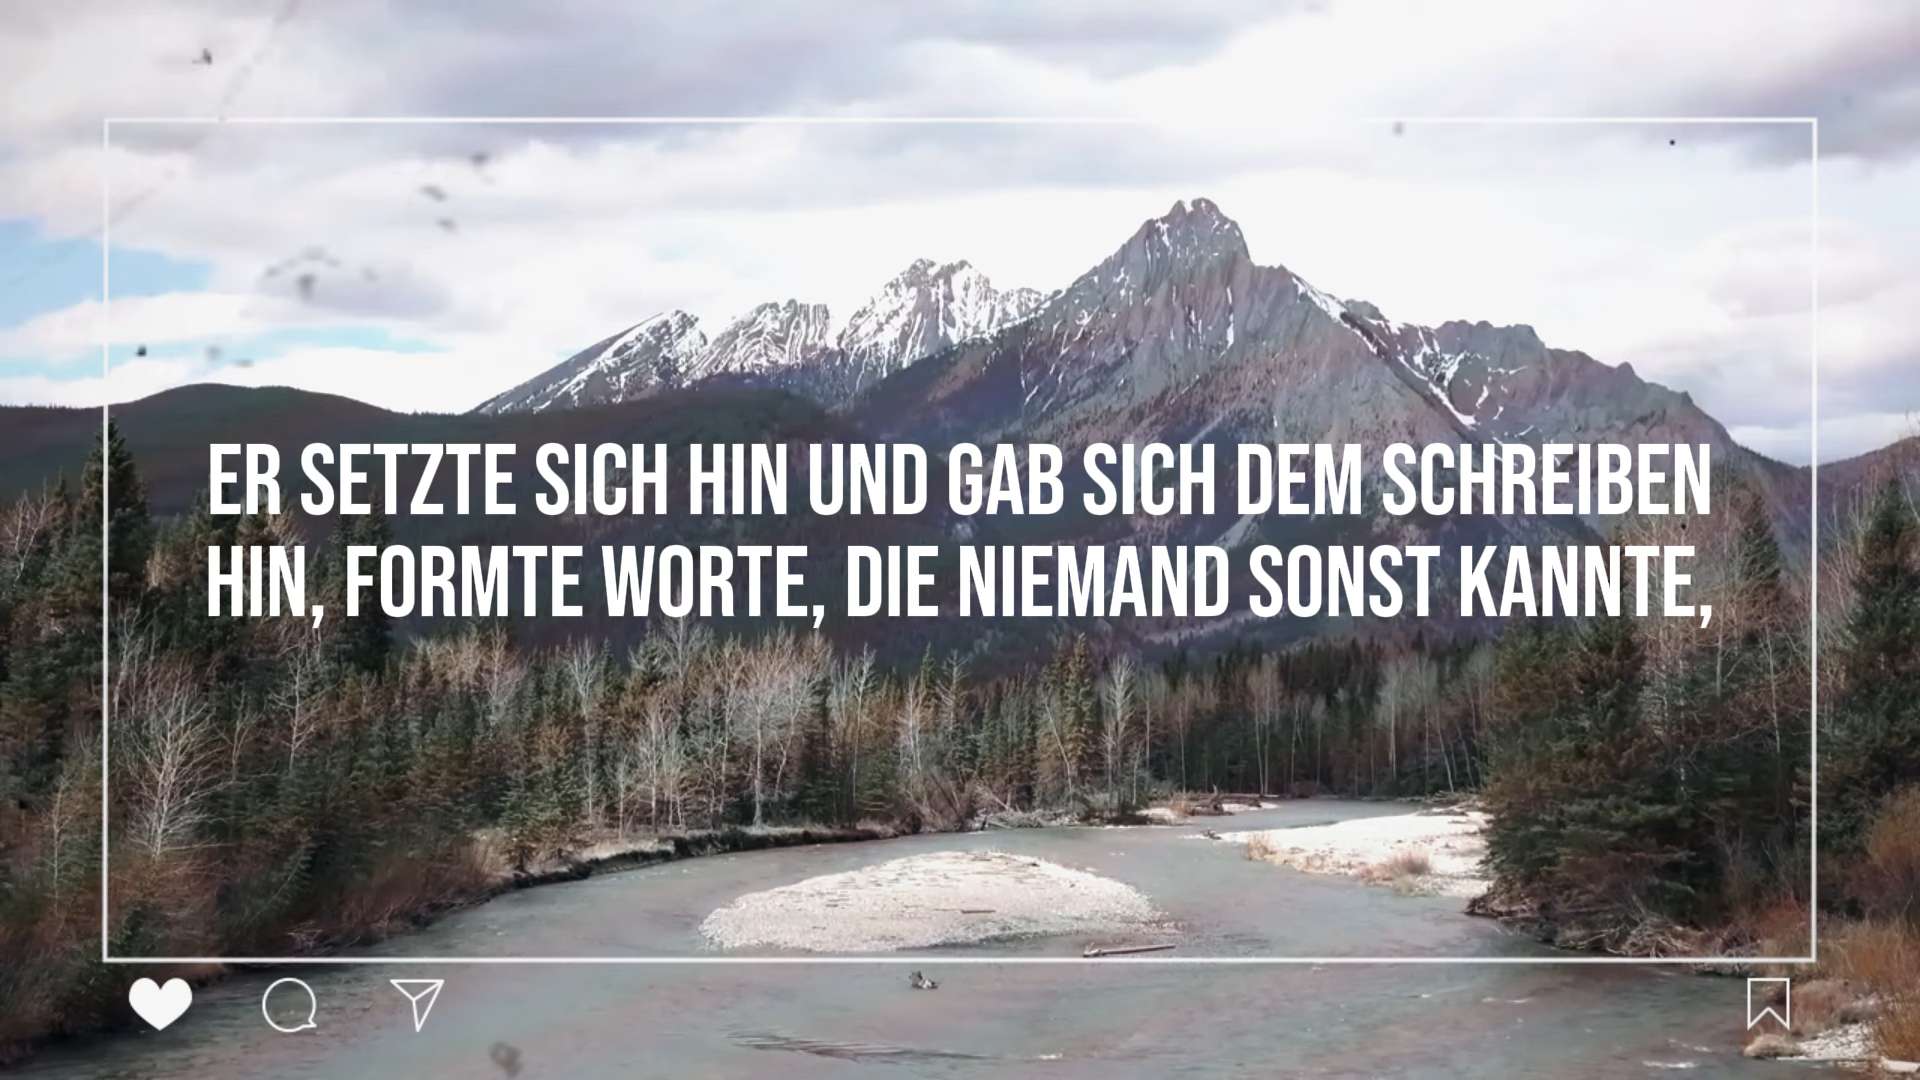 ER SETZTE SICH HIN UND GAB SICH DEM SCHREIBEN
HIN, FORMTE WORTE, DIE NIEMAND SONST KANNTE,